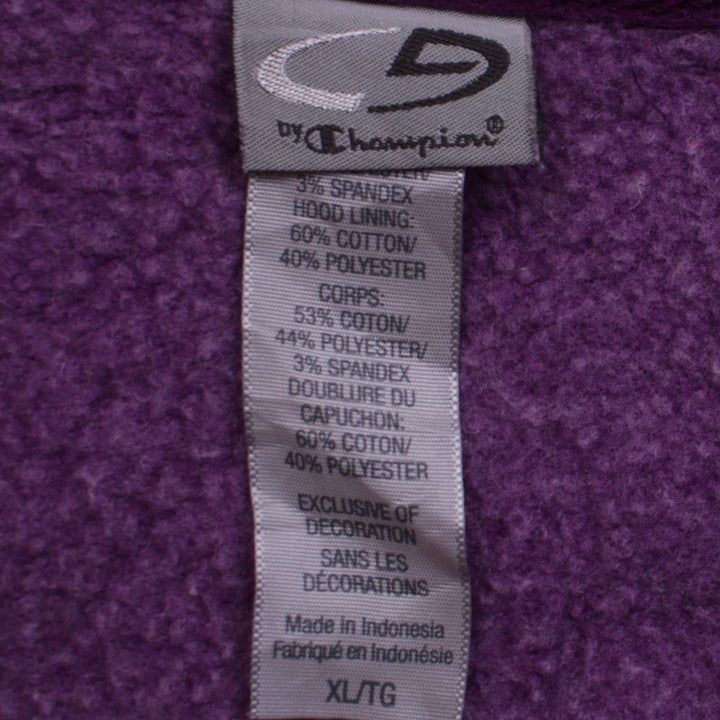 C9
by Champion®
3% SPANDEX
HOOD LINING:
60% COTTON/
40% POLYESTER
CORPS:
53% COTON/
44% POLYESTER/
3% SPANDEX
DOUBLURE DU
CAPUCHON:
60% COTON/
40% POLYESTER
EXCLUSIVE OF
DECORATION
SANS LES
DÉCORATIONS
Made in Indonesia
Fabriqué en Indonésie
XL/TG